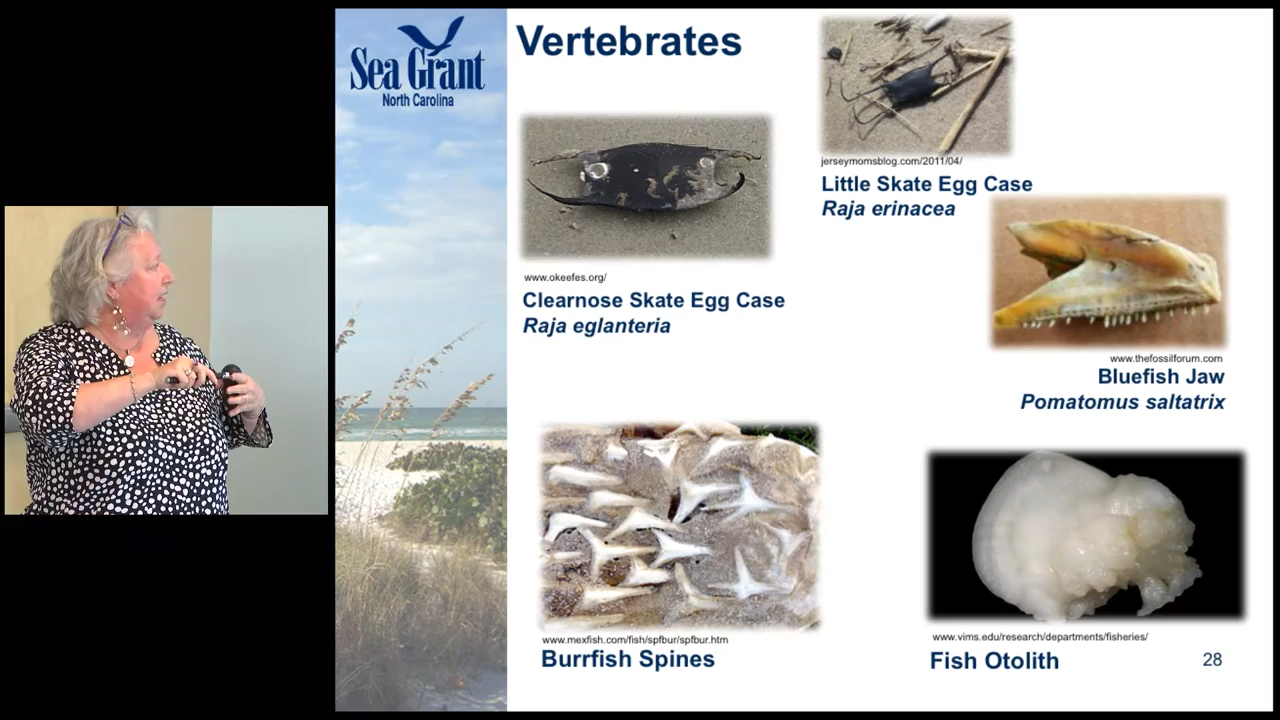 Sea Grant
North Carolina
Vertebrates
jerseymomsblog.com/2011/04/
Little Skate Egg Case
Raja erinacea
www.okeefes.org/
Clearnose Skate Egg Case
Raja eglanteria
www.thefossilforum.com
Bluefish Jaw
Pomatomus saltatrix
www.mexfish.com/fish/spfbur/spfbur.htm
Burrfish Spines
www.vims.edu/research/departments/fisheries/
Fish Otolith
28